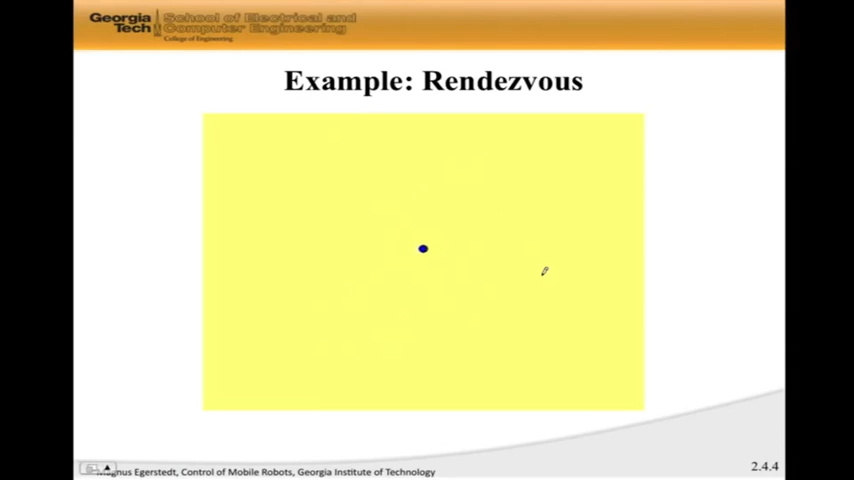 Georgia Tech
School of Electrical and Computer Engineering
College of Engineering
Example: Rendezvous
Magnus Egerstedt, Control of Mobile Robots, Georgia Institute of Technology
2.4.4